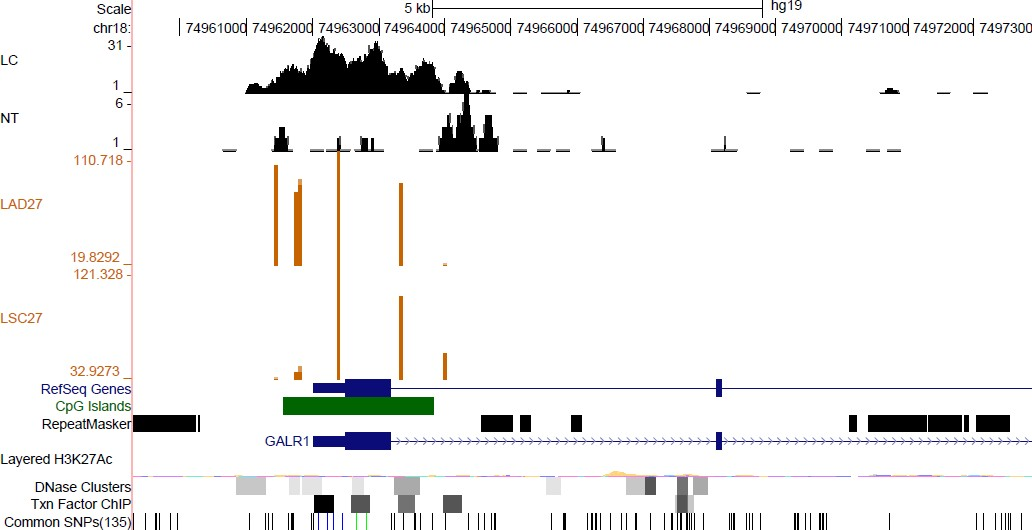 Scale 5 kb hg19
chr18: 74961000 74962000 74963000 74964000 74965000 74966000 74967000 74968000 74969000 74970000 74971000 74972000 7497300
31
LC
1
6
NT
1
110.718
LAD27
19.8292
121.328
LSC27
32.9273
RefSeq Genes
CpG Islands
RepeatMasker
GALR1
Layered H3K27Ac
DNase Clusters
Txn Factor ChIP
Common SNPs(135)